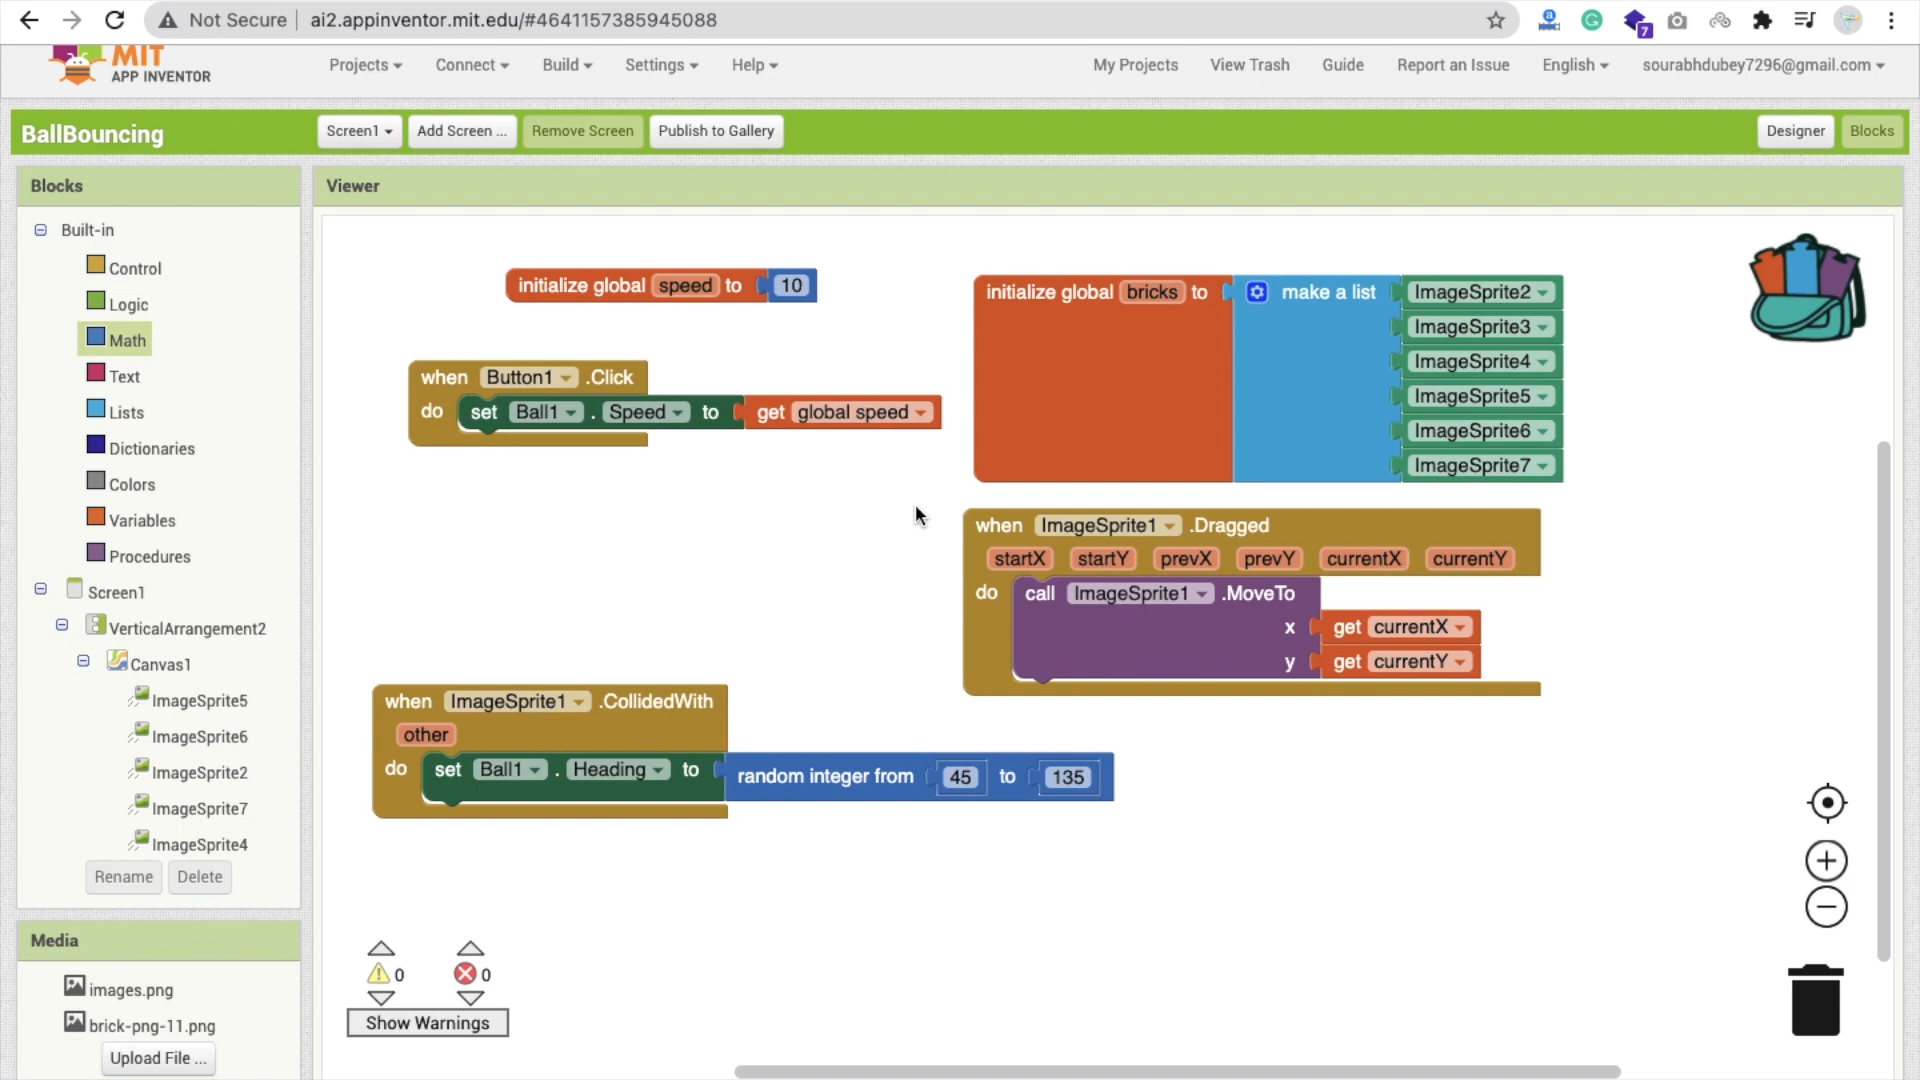 Not Secure
ai2.appinventor.mit.edu/#4641157385945088
7
MIT
APP INVENTOR
Projects
Connect
Build
Settings
Help
My Projects
View Trash
Guide
Report an Issue
English
sourabhdubey7296@gmail.com
BallBouncing
Screen1
Add Screen ...
Remove Screen
Publish to Gallery
Designer
Blocks
Blocks
Built-in
Control
Logic
Math
Text
Lists
Dictionaries
Colors
Variables
Procedures
Screen1
VerticalArrangement2
Canvas1
ImageSprite5
ImageSprite6
ImageSprite2
ImageSprite7
ImageSprite4
Rename
Delete
Media
images.png
brick-png-11.png
Upload File ...
Viewer
initialize global speed to 10
when Button1 .Click
do set Ball1 . Speed to get global speed
initialize global bricks to make a list ImageSprite2
ImageSprite3
ImageSprite4
ImageSprite5
ImageSprite6
ImageSprite7
when ImageSprite1 .Dragged
startX startY prevX prevY currentX currentY
do call ImageSprite1 .MoveTo
x get currentX
y get currentY
when ImageSprite1 .CollidedWith
other
do set Ball1 . Heading to random integer from 45 to 135
0
0
Show Warnings